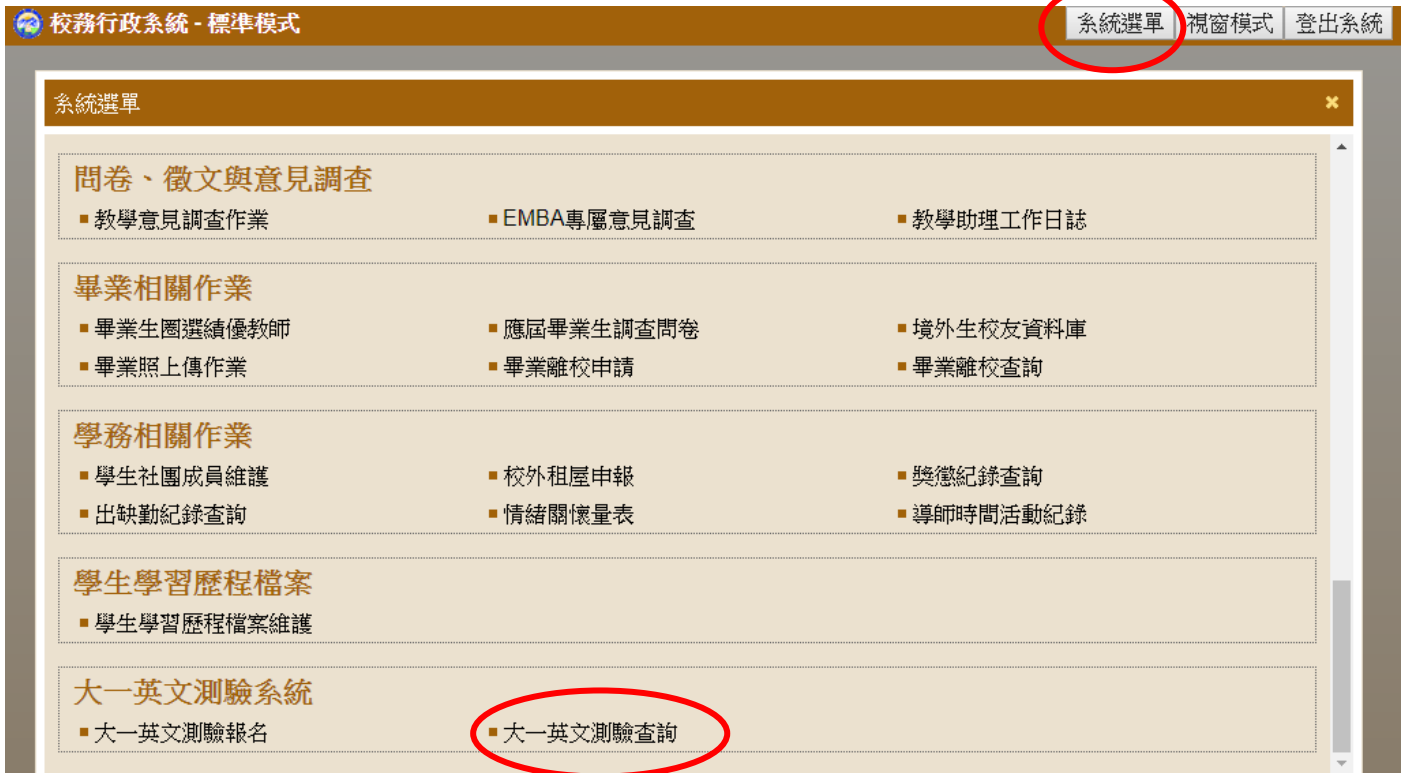 校務行政系統 - 標準模式 系統選單 視窗模式 登出系統
系統選單
問卷、徵文與意見調查
教學意見調查作業 EMBA專屬意見調查 教學助理工作日誌
畢業相關作業
畢業生圈選績優教師 應屆畢業生調查問卷 境外生校友資料庫
畢業照上傳作業 畢業離校申請 畢業離校查詢
學務相關作業
學生社團成員維護 校外租屋申報 獎懲紀錄查詢
出缺勤紀錄查詢 情緒關懷量表 導師時間活動紀錄
學生學習歷程檔案
學生學習歷程檔案維護
大一英文測驗系統
大一英文測驗報名 大一英文測驗查詢